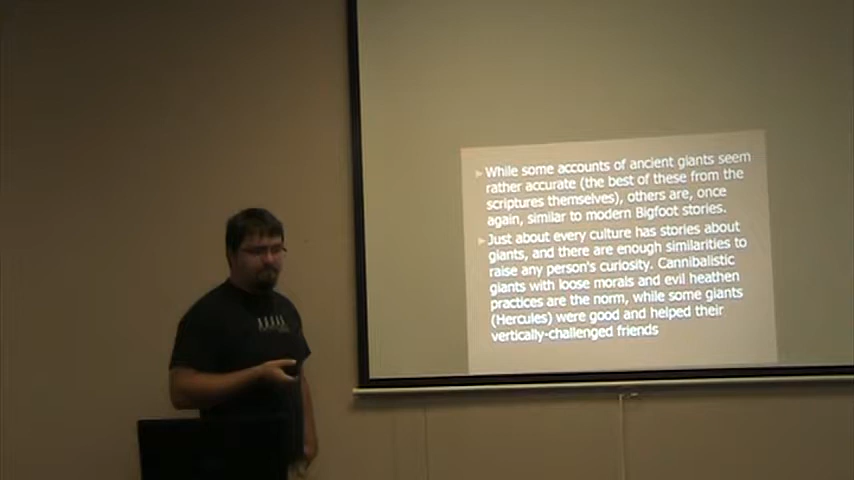 While some accounts of ancient giants seem
rather accurate (the best of these from the
scriptures themselves), others are, once
again, similar to modern Bigfoot stories.
Just about every culture has stories about
giants, and there are enough similarities to
raise any person's curiosity. Cannibalistic
giants with loose morals and evil heathen
practices are the norm, while some giants
(Hercules) were good and helped their
vertically-challenged friends